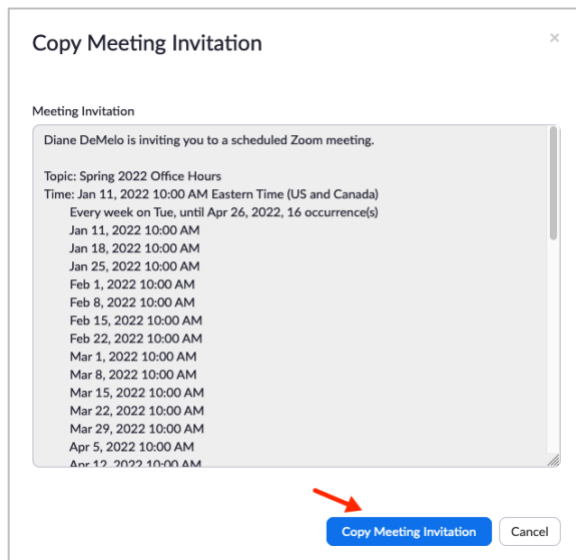 Copy Meeting Invitation
×
Meeting Invitation
Diane DeMelo is inviting you to a scheduled Zoom meeting.
Topic: Spring 2022 Office Hours
Time: Jan 11, 2022 10:00 AM Eastern Time (US and Canada)
Every week on Tue, until Apr 26, 2022, 16 occurrence(s)
Jan 11, 2022 10:00 AM
Jan 18, 2022 10:00 AM
Jan 25, 2022 10:00 AM
Feb 1, 2022 10:00 AM
Feb 8, 2022 10:00 AM
Feb 15, 2022 10:00 AM
Feb 22, 2022 10:00 AM
Mar 1, 2022 10:00 AM
Mar 8, 2022 10:00 AM
Mar 15, 2022 10:00 AM
Mar 22, 2022 10:00 AM
Mar 29, 2022 10:00 AM
Apr 5, 2022 10:00 AM
Apr 12, 2022 10:00 AM
Copy Meeting Invitation Cancel